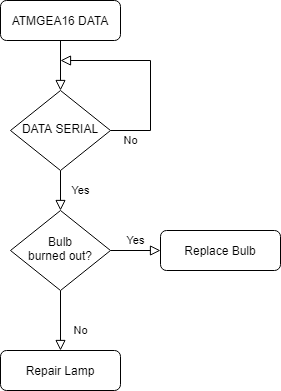 ATMGEA16 DATA
DATA SERIAL
No
Yes
Bulb
burned out?
Yes
Replace Bulb
No
Repair Lamp